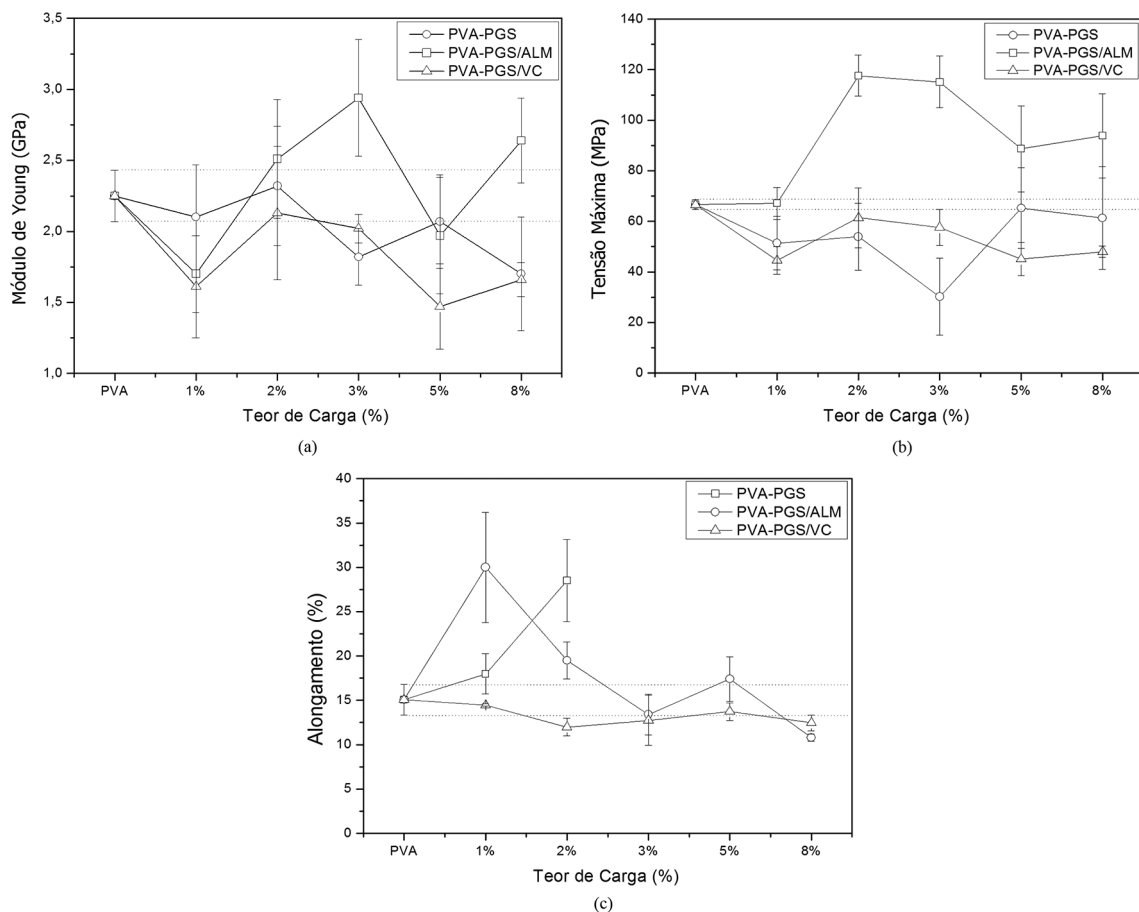 3,5
3,0
2,5
2,0
1,5
1,0
Módulo de Young (GPa)
PVA-PGS
PVA-PGS/ALM
PVA-PGS/VC
PVA 1% 2% 3% 5% 8%
Teor de Carga (%)
(a)
140
120
100
80
60
40
20
0
Tensão Máxima (MPa)
PVA-PGS
PVA-PGS/ALM
PVA-PGS/VC
PVA 1% 2% 3% 5% 8%
Teor de Carga (%)
(b)
40
35
30
25
20
15
10
5
0
Alongamento (%)
PVA-PGS
PVA-PGS/ALM
PVA-PGS/VC
PVA 1% 2% 3% 5% 8%
Teor de Carga (%)
(c)